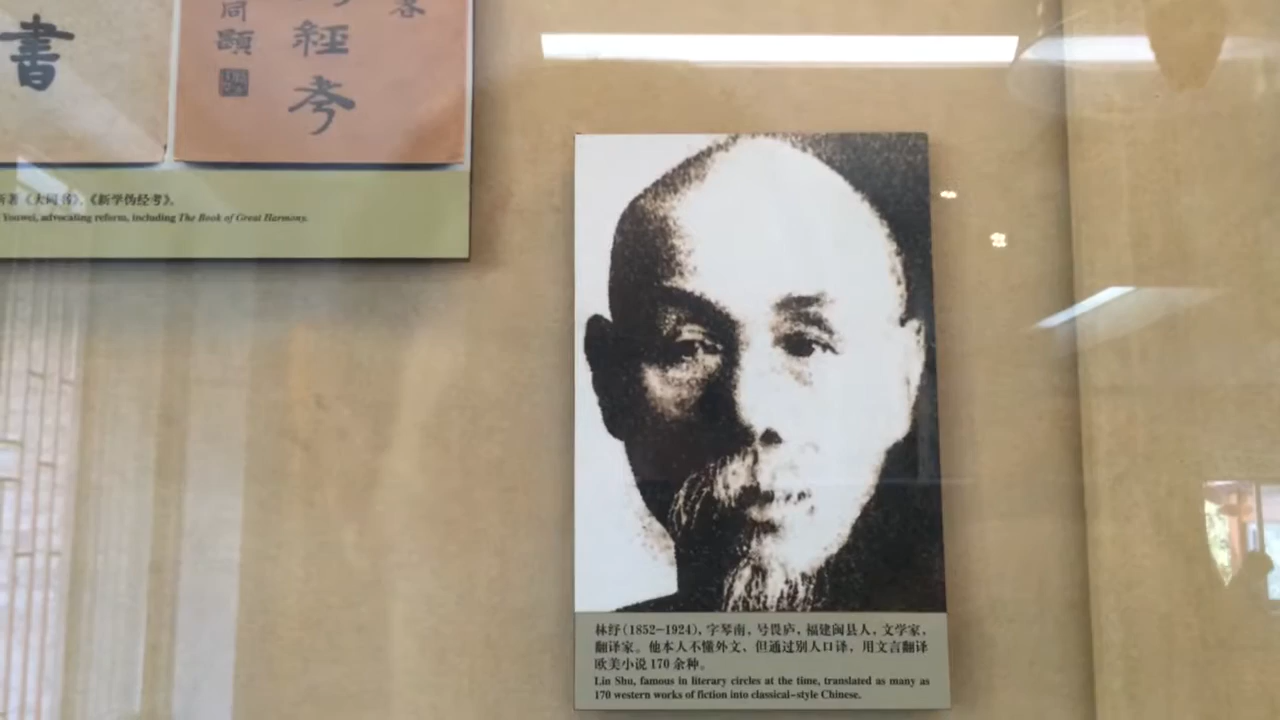 書
同
題
經
考
所著《大同书》,《新学伪经考》。
Youwei, advocating reform, including The Book of Great Harmony.
林纾(1852—1924), 字琴南, 号畏庐, 福建闽县人, 文学家,
翻译家。他本人不懂外文、但通过别人口译, 用文言翻译
欧美小说 170 余种。
Lin Shu, famous in literary circles at the time, translated as many as
170 western works of fiction into classical-style Chinese.